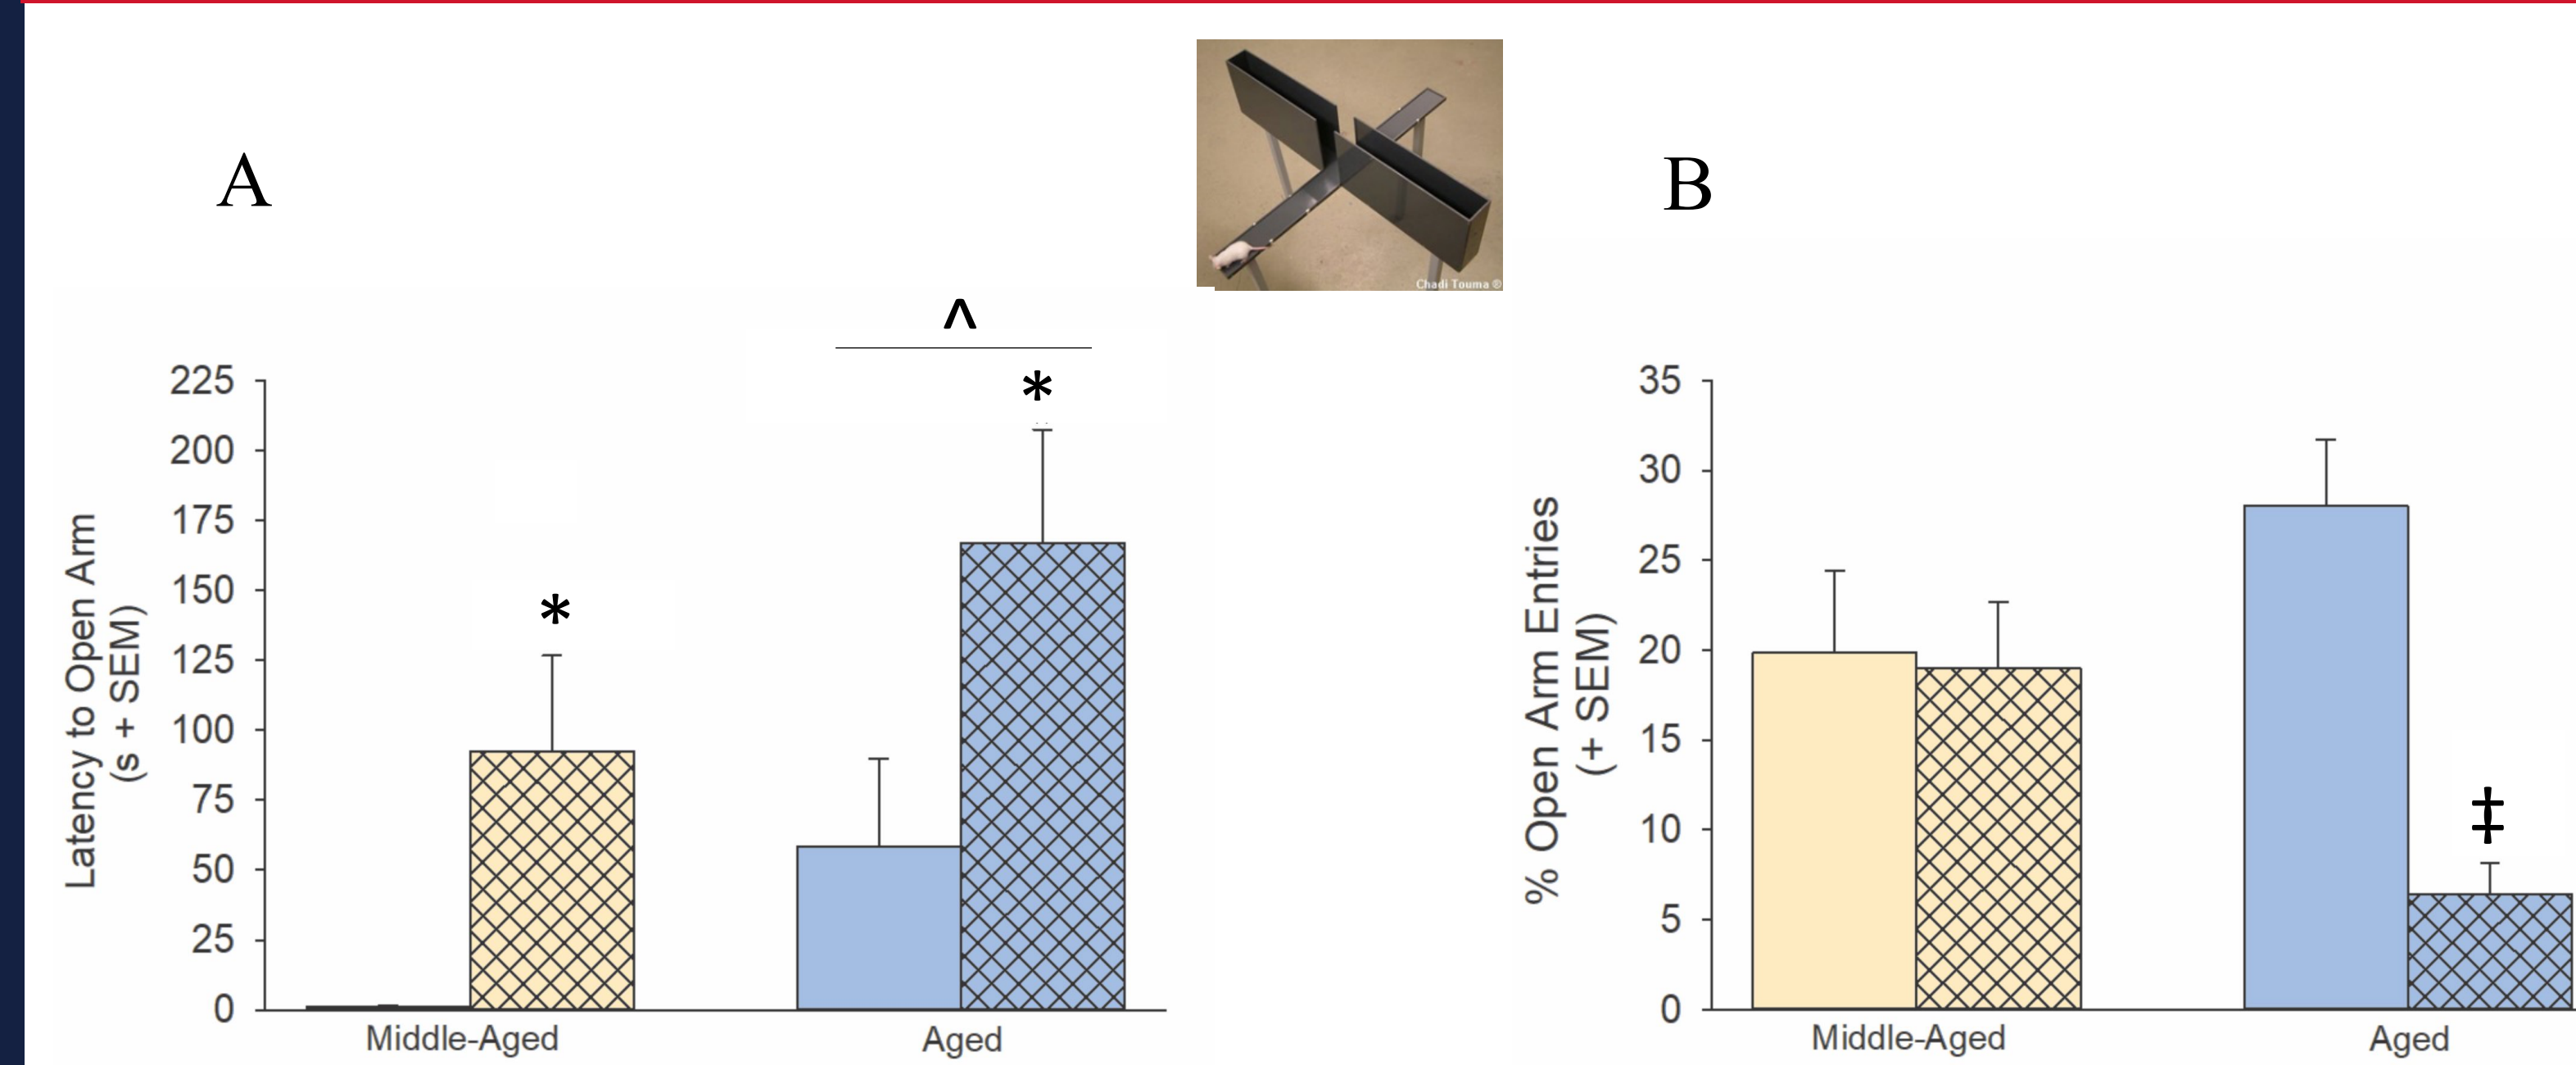 A
B
Chadi Touma ®
^
*
*
225
200
175
150
125
100
75
50
25
0
Latency to Open Arm
(s + SEM)
Middle-Aged
Aged
35
30
25
20
15
10
5
0
% Open Arm Entries
(+ SEM)
‡
Middle-Aged
Aged